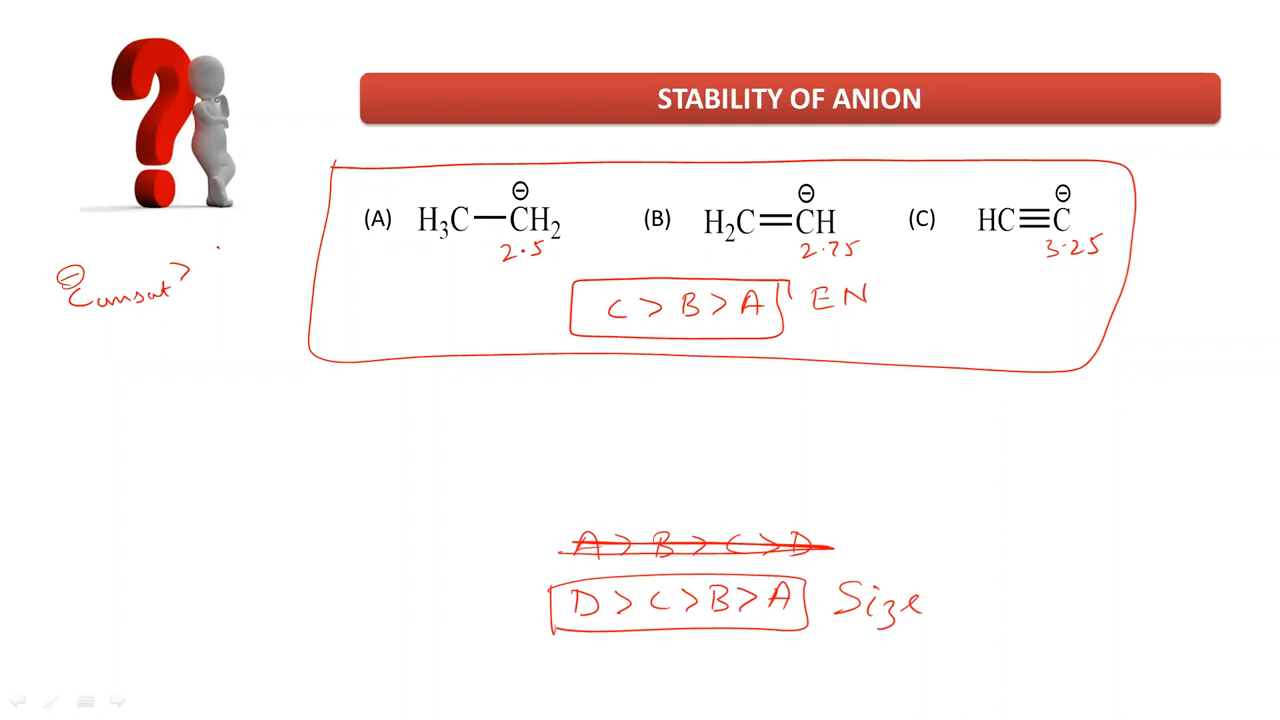 STABILITY OF ANION
(A) H₃C—CH₂ ⊖ (B) H₂C=CH ⊖ (C) HC≡C ⊖
2.5 2.75 3.25
⊖
Cunsat >
C > B > A EN
A > B > C > D
D > C > B > A Size